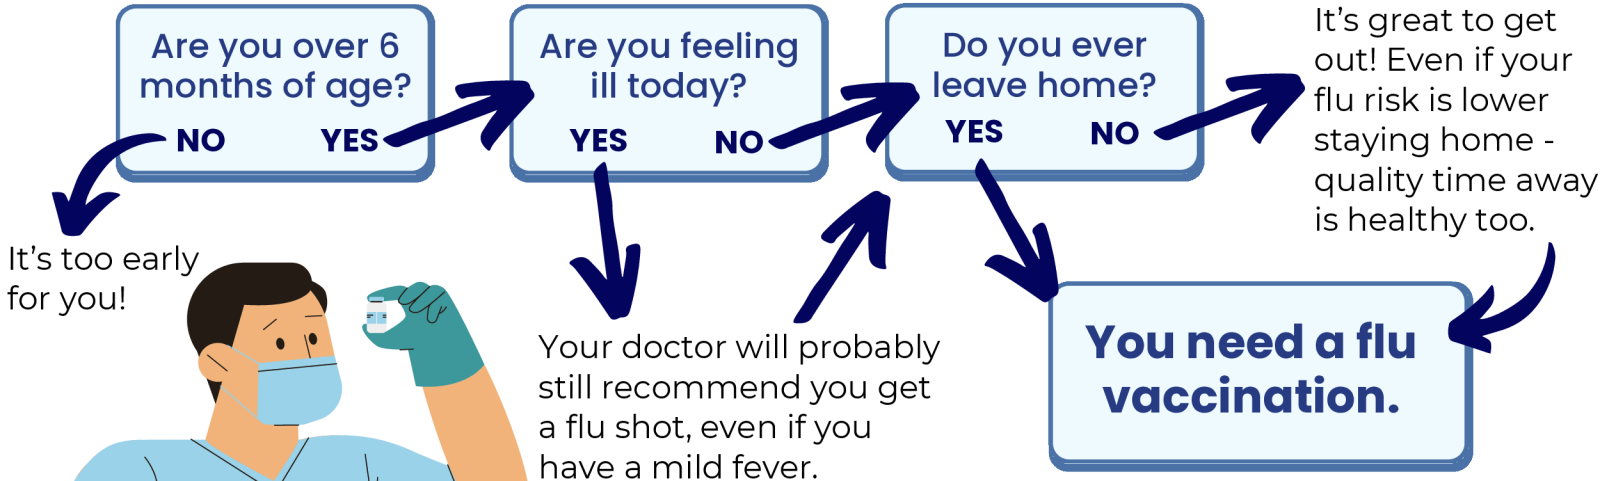 Are you over 6
months of age?
NO YES
It's too early
for you!
Are you feeling
ill today?
YES NO
Your doctor will probably
still recommend you get
a flu shot, even if you
have a mild fever.
Do you ever
leave home?
YES NO
It's great to get
out! Even if your
flu risk is lower
staying home -
quality time away
is healthy too.
You need a flu
vaccination.